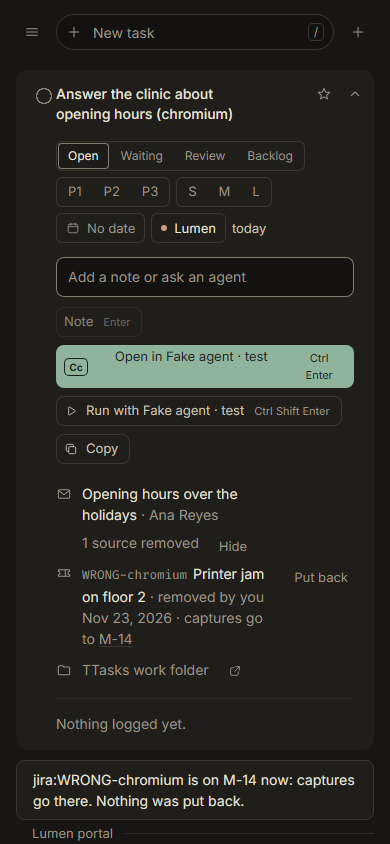 New task /
Answer the clinic about
opening hours (chromium)
Open Waiting Review Backlog
P1 P2 P3 S M L
No date Lumen today
Add a note or ask an agent
Note Enter
Cc Open in Fake agent · test Ctrl
Enter
Run with Fake agent · test Ctrl Shift Enter
Copy
Opening hours over the
holidays · Ana Reyes
1 source removed Hide
WRONG-chromium Printer jam Put back
on floor 2 · removed by you
Nov 23, 2026 · captures go
to M-14
TTasks work folder
Nothing logged yet.
jira:WRONG-chromium is on M-14 now: captures
go there. Nothing was put back.
Lumen portal